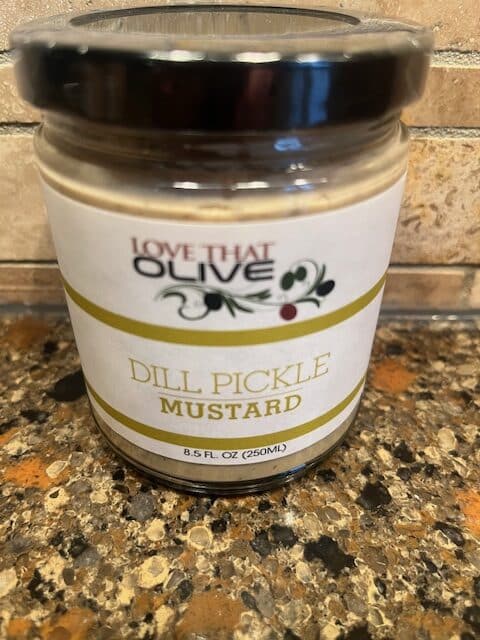 LOVE THAT
OLIVE
DILL PICKLE
MUSTARD
8.5 FL. OZ (250ML)